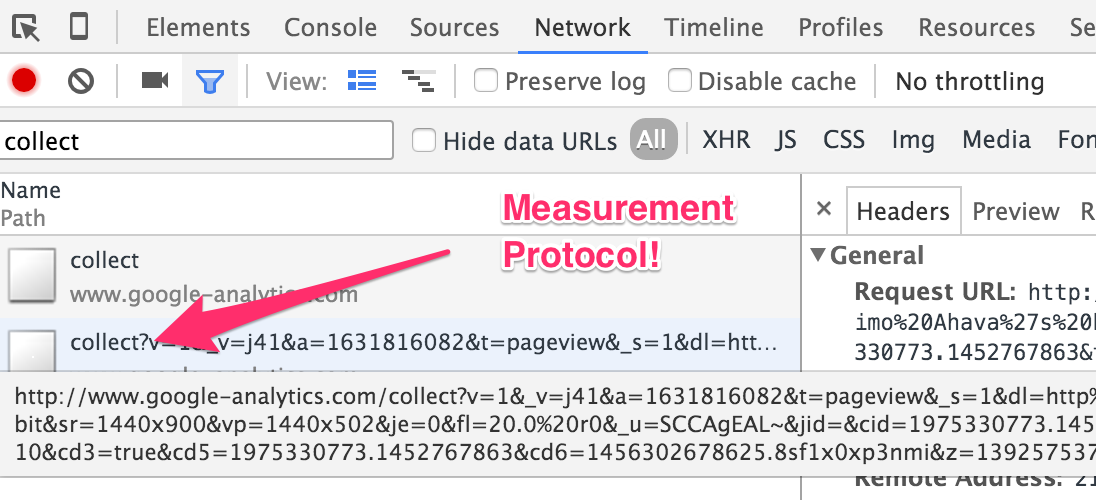 Elements Console Sources Network Timeline Profiles Resources Se
View: Preserve log Disable cache No throttling
collect Hide data URLs All XHR JS CSS Img Media Fon
Name
Path
Measurement
Protocol!
× Headers Preview R
collect
www.google-analytics.com
General
Request URL: http:
imo%20Ahava%27s%20
330773.1452767863&
collect?v=1&_v=j41&a=1631816082&t=pageview&_s=1&dl=htt...
http://www.google-analytics.com/collect?v=1&_v=j41&a=1631816082&t=pageview&_s=1&dl=http%
bit&sr=1440x900&vp=1440x502&je=0&fl=20.0%20r0&_u=SCCAgEAL~&jid=&cid=1975330773.145
10&cd3=true&cd5=1975330773.1452767863&cd6=1456302678625.8sf1x0xp3nmi&z=139257537
Remote Address: 21